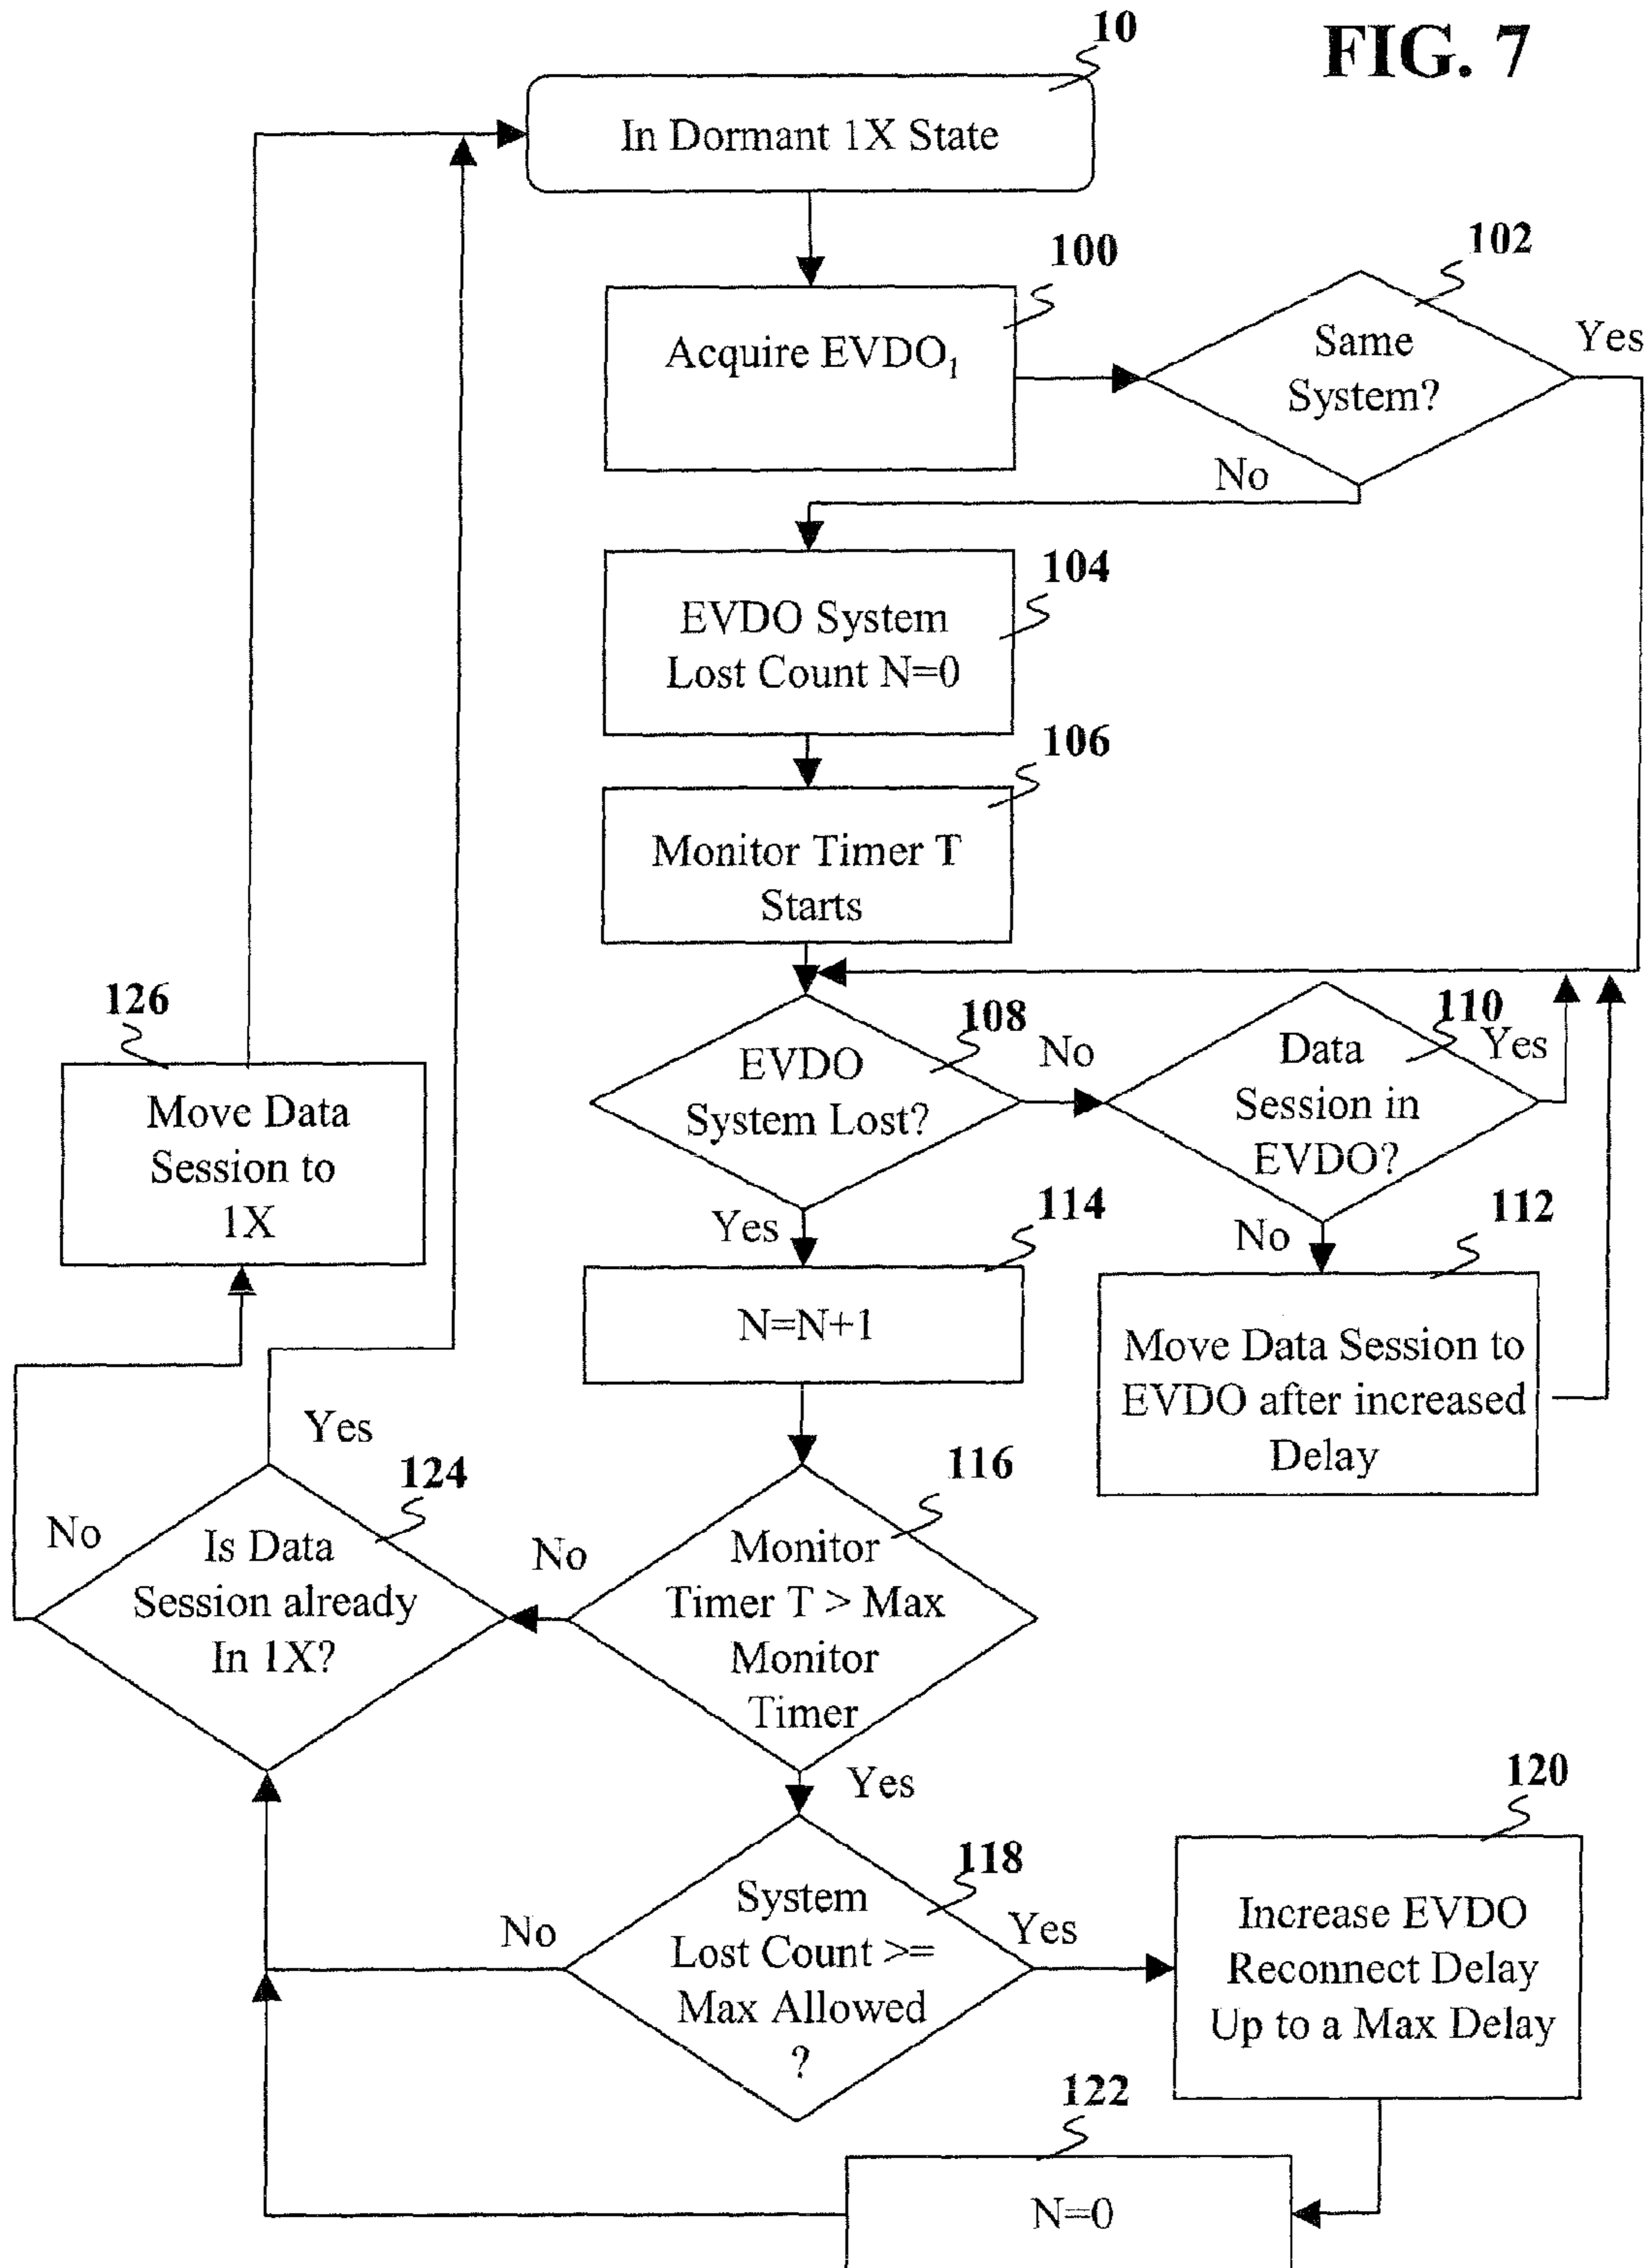 FIG. 7
10
In Dormant 1X State
100
Acquire EVDO₁
102
Same
System?
Yes
No
104
EVDO System
Lost Count N=0
106
Monitor Timer T
Starts
108
EVDO
System Lost?
No
110
Data
Session in
EVDO?
Yes
No
112
Move Data Session to
EVDO after increased
Delay
126
Move Data
Session to
1X
Yes
114
N=N+1
116
Monitor
Timer T > Max
Monitor
Timer
No
Yes
124
Is Data
Session already
In 1X?
Yes
No
118
System
Lost Count >=
Max Allowed
?
No
Yes
120
Increase EVDO
Reconnect Delay
Up to a Max Delay
122
N=0